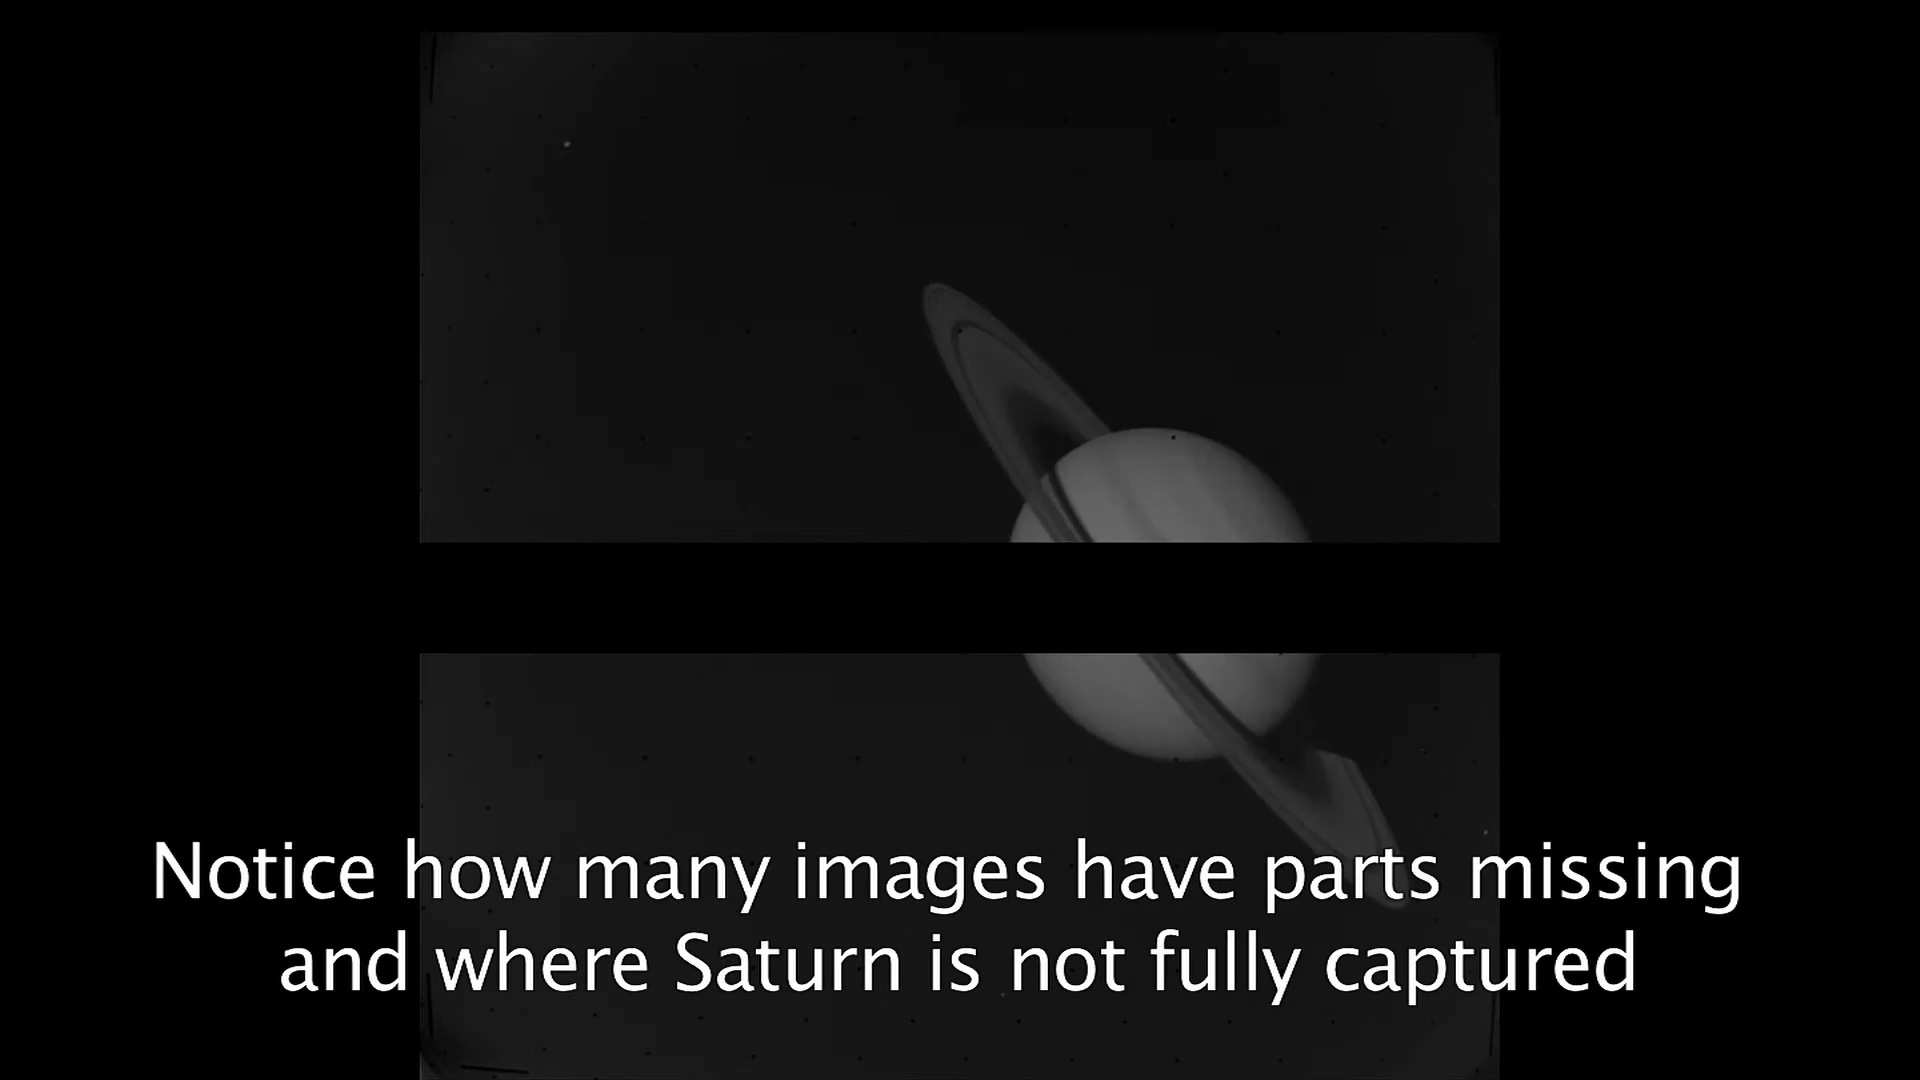 Notice how many images have parts missing
and where Saturn is not fully captured